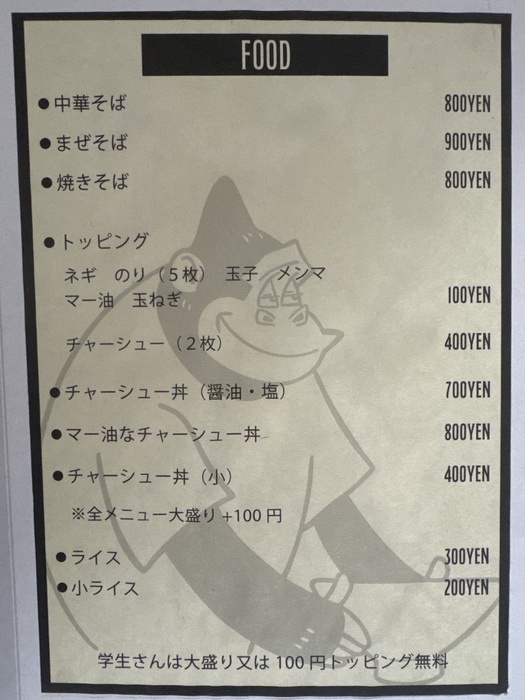 FOOD
●中華そば 800YEN
●まぜそば 900YEN
●焼きそば 800YEN
●トッピング
ネギ　のり（５枚）　玉子　メンマ
マー油　玉ねぎ 100YEN
チャーシュー（２枚） 400YEN
●チャーシュー丼（醤油・塩） 700YEN
●マー油なチャーシュー丼 800YEN
●チャーシュー丼（小） 400YEN
※全メニュー大盛り +100 円
●ライス 300YEN
●小ライス 200YEN
学生さんは大盛り又は 100 円トッピング無料